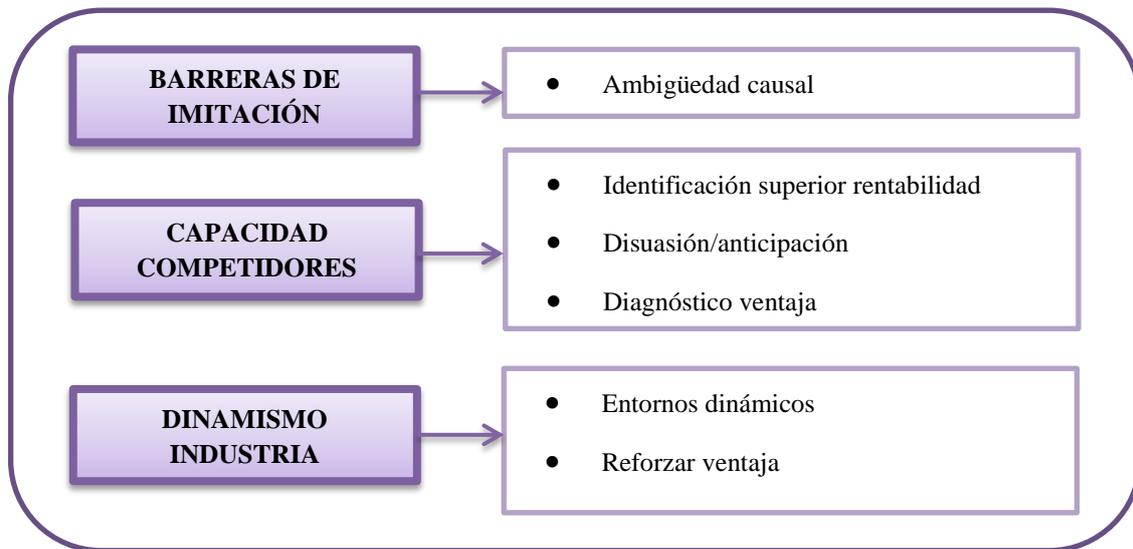 BARRERAS DE
IMITACIÓN
• Ambigüedad causal
CAPACIDAD
COMPETIDORES
• Identificación superior rentabilidad
• Disuasión/anticipación
• Diagnóstico ventaja
DINAMISMO
INDUSTRIA
• Entornos dinámicos
• Reforzar ventaja